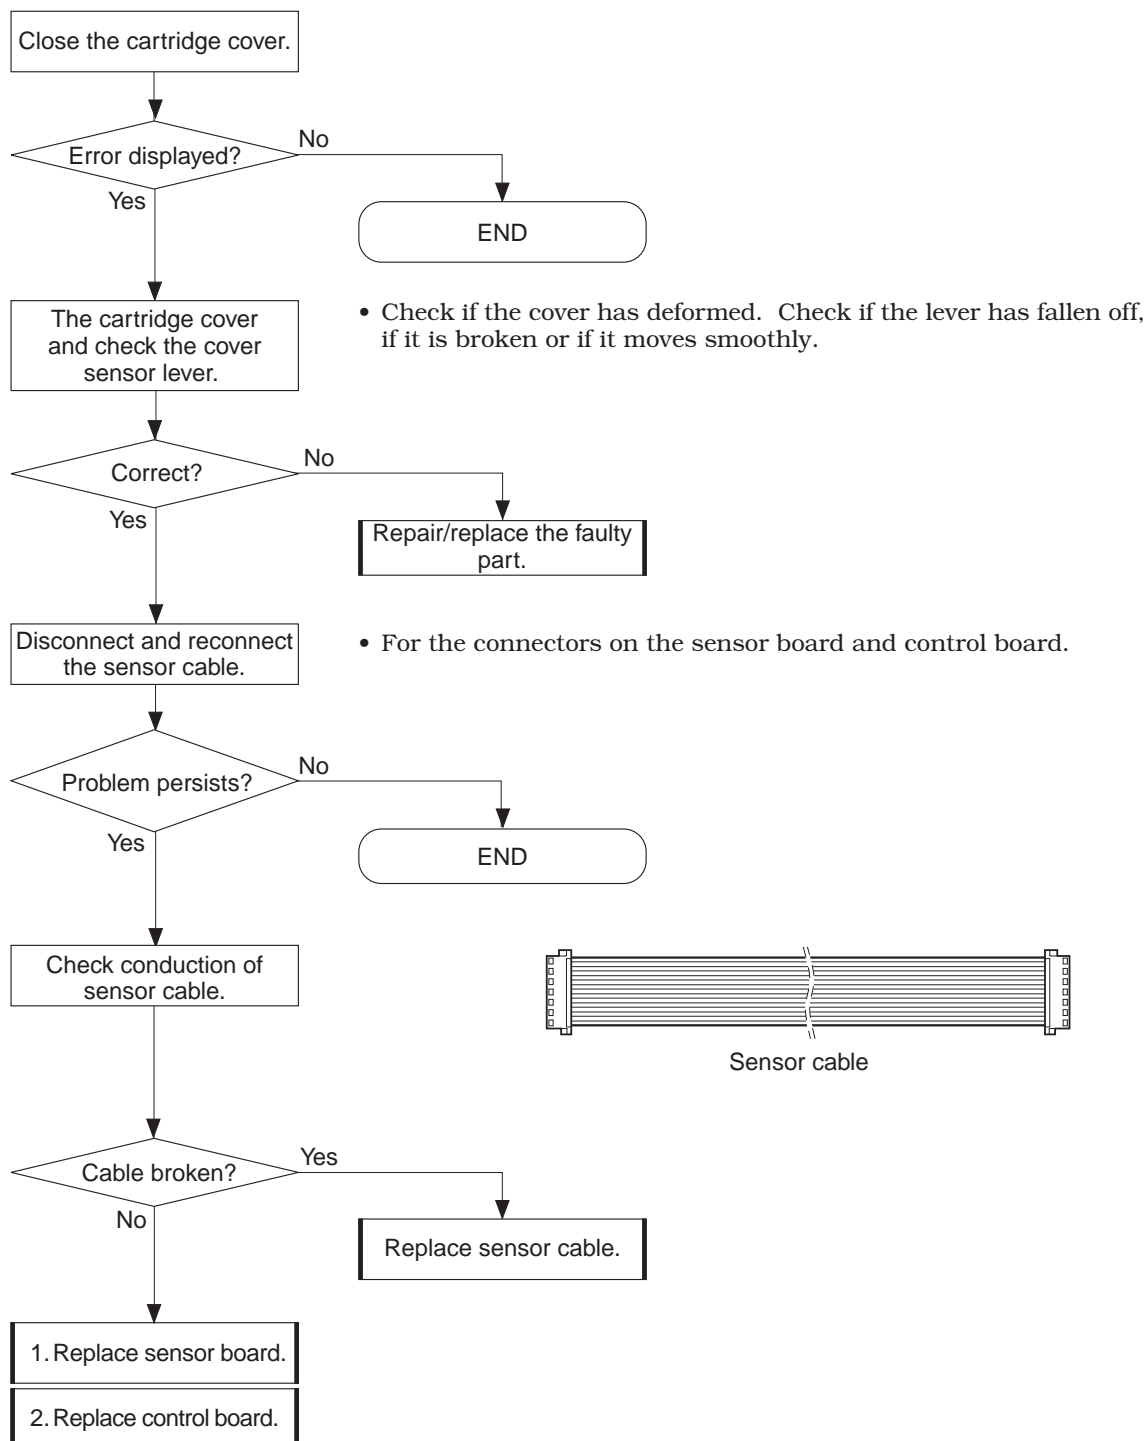 Close the cartridge cover.
Error displayed?
No
Yes
END
The cartridge cover
and check the cover
sensor lever.
• Check if the cover has deformed.  Check if the lever has fallen off,
if it is broken or if it moves smoothly.
Correct?
No
Yes
Repair/replace the faulty
part.
Disconnect and reconnect
the sensor cable.
• For the connectors on the sensor board and control board.
Problem persists?
No
Yes
END
Check conduction of
sensor cable.
Sensor cable
Cable broken?
Yes
No
Replace sensor cable.
1. Replace sensor board.
2. Replace control board.